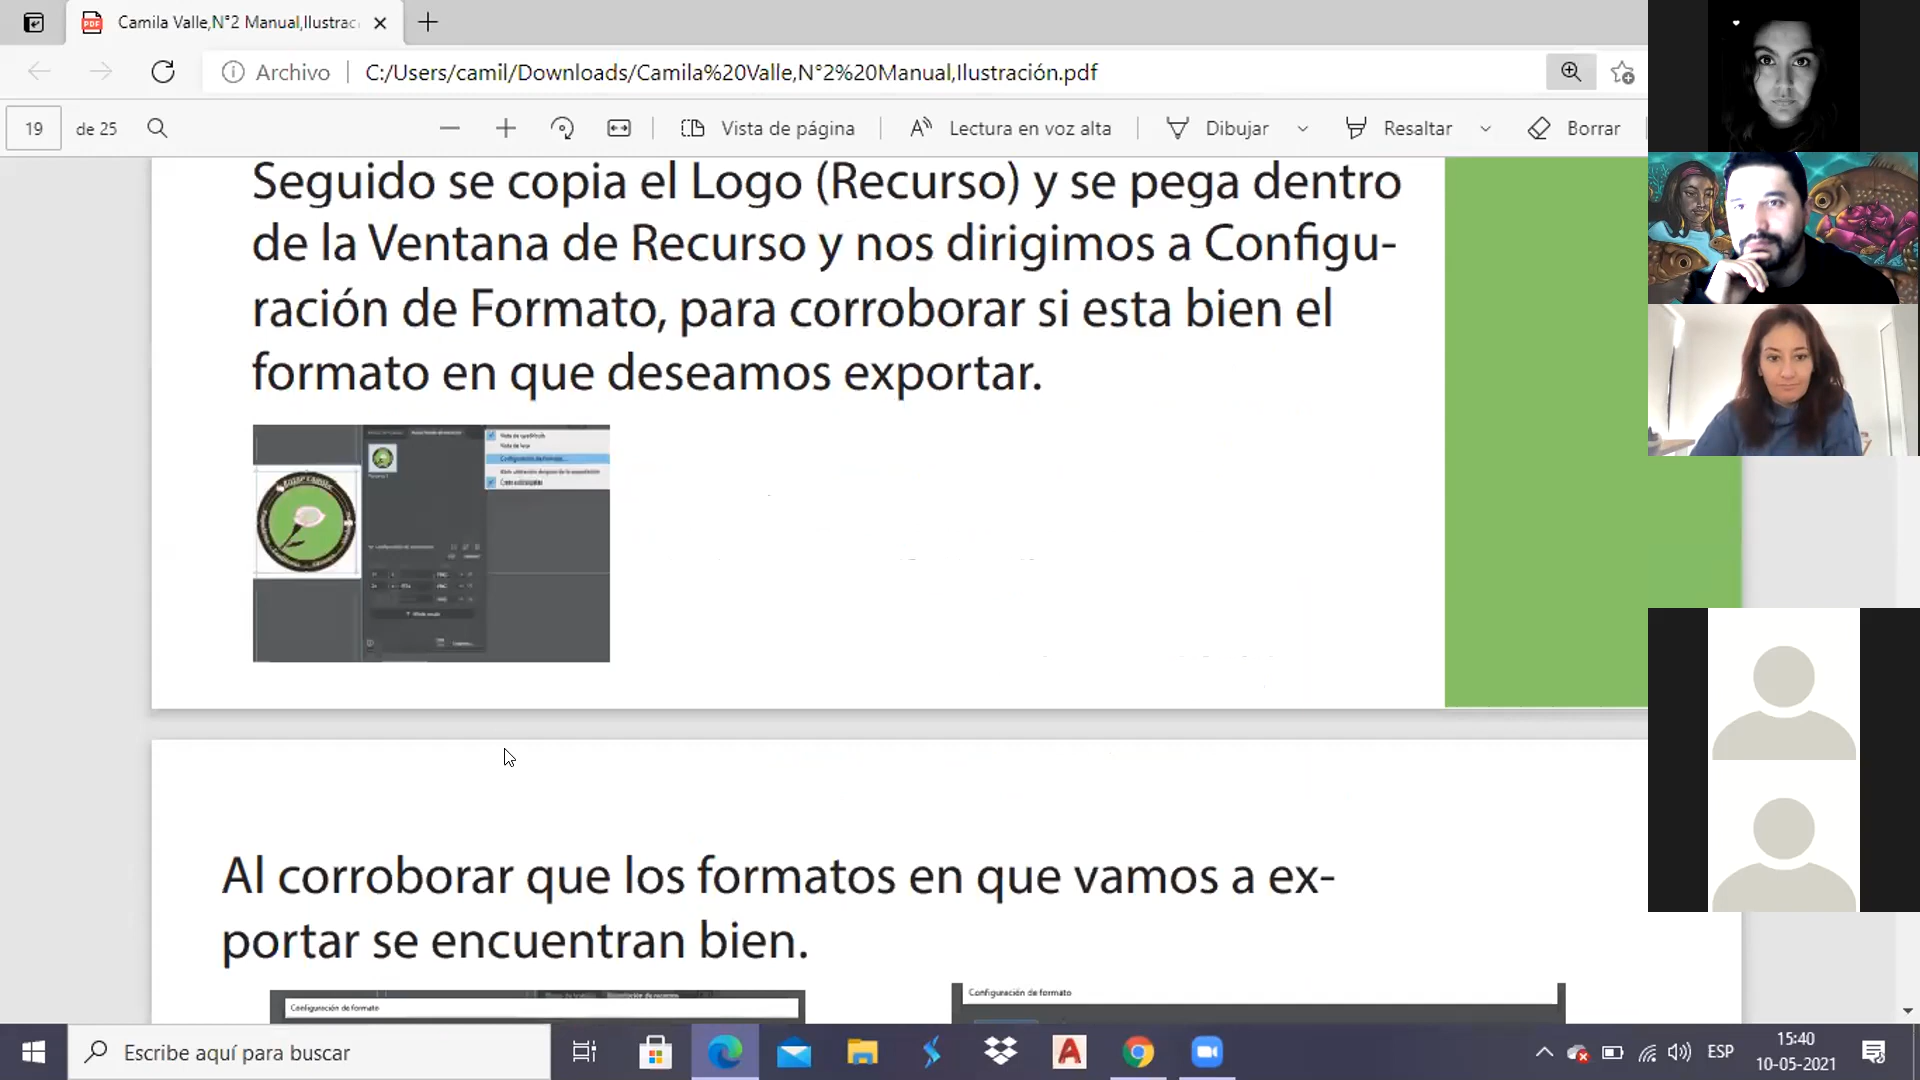 Camila Valle,N°2 Manual,Ilustrac
Archivo
C:/Users/camil/Downloads/Camila%20Valle,N°2%20Manual,Ilustración.pdf
19 de 25
Vista de página
Lectura en voz alta
Dibujar
Resaltar
Borrar
Seguido se copia el Logo (Recurso) y se pega dentro
de la Ventana de Recurso y nos dirigimos a Configu-
ración de Formato, para corroborar si esta bien el
formato en que deseamos exportar.
Configuración de formato...
Al corroborar que los formatos en que vamos a ex-
portar se encuentran bien.
Configuración de formato
Configuración de formato
Escribe aquí para buscar
ESP
15:40
10-05-2021